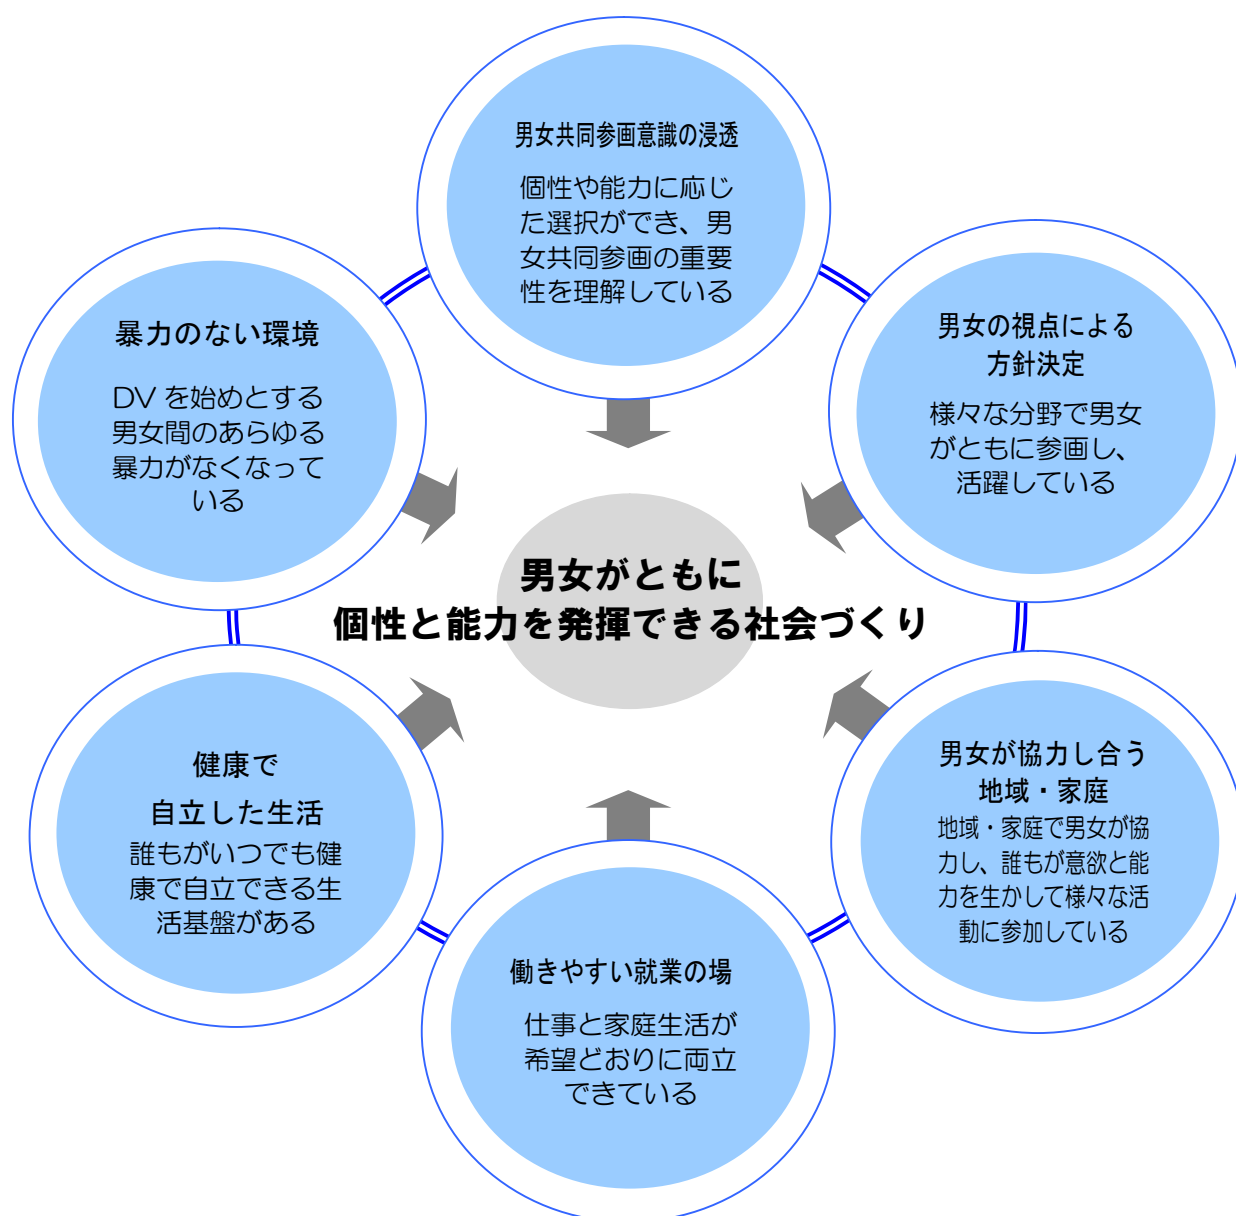 男女共同参画意識の浸透
個性や能力に応じ
た選択ができ、男
女共同参画の重要
性を理解している
男女の視点による
方針決定
様々な分野で男女
がともに参画し、
活躍している
暴力のない環境
DV を始めとする
男女間のあらゆる
暴力がなくなって
いる
男女がともに
個性と能力を発揮できる社会づくり
男女が協力し合う
地域・家庭
地域・家庭で男女が協
力し、誰もが意欲と能
力を生かして様々な活
動に参加している
健康で
自立した生活
誰もがいつでも健
康で自立できる生
活基盤がある
働きやすい就業の場
仕事と家庭生活が
希望どおりに両立
できている